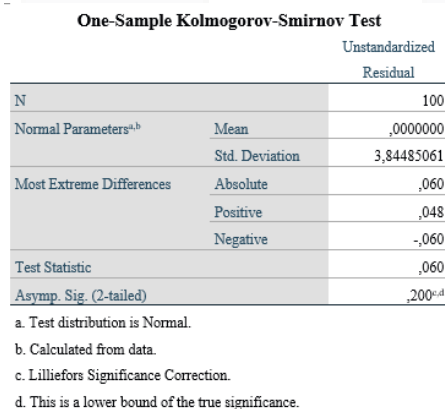 One-Sample Kolmogorov-Smirnov Test
Unstandardized
Residual
N 100
Normal Parametersᵃ,ᵇ Mean ,0000000
Std. Deviation 3,84485061
Most Extreme Differences Absolute ,060
Positive ,048
Negative -,060
Test Statistic ,060
Asymp. Sig. (2-tailed) ,200ᶜ,ᵈ
a. Test distribution is Normal.
b. Calculated from data.
c. Lilliefors Significance Correction.
d. This is a lower bound of the true significance.